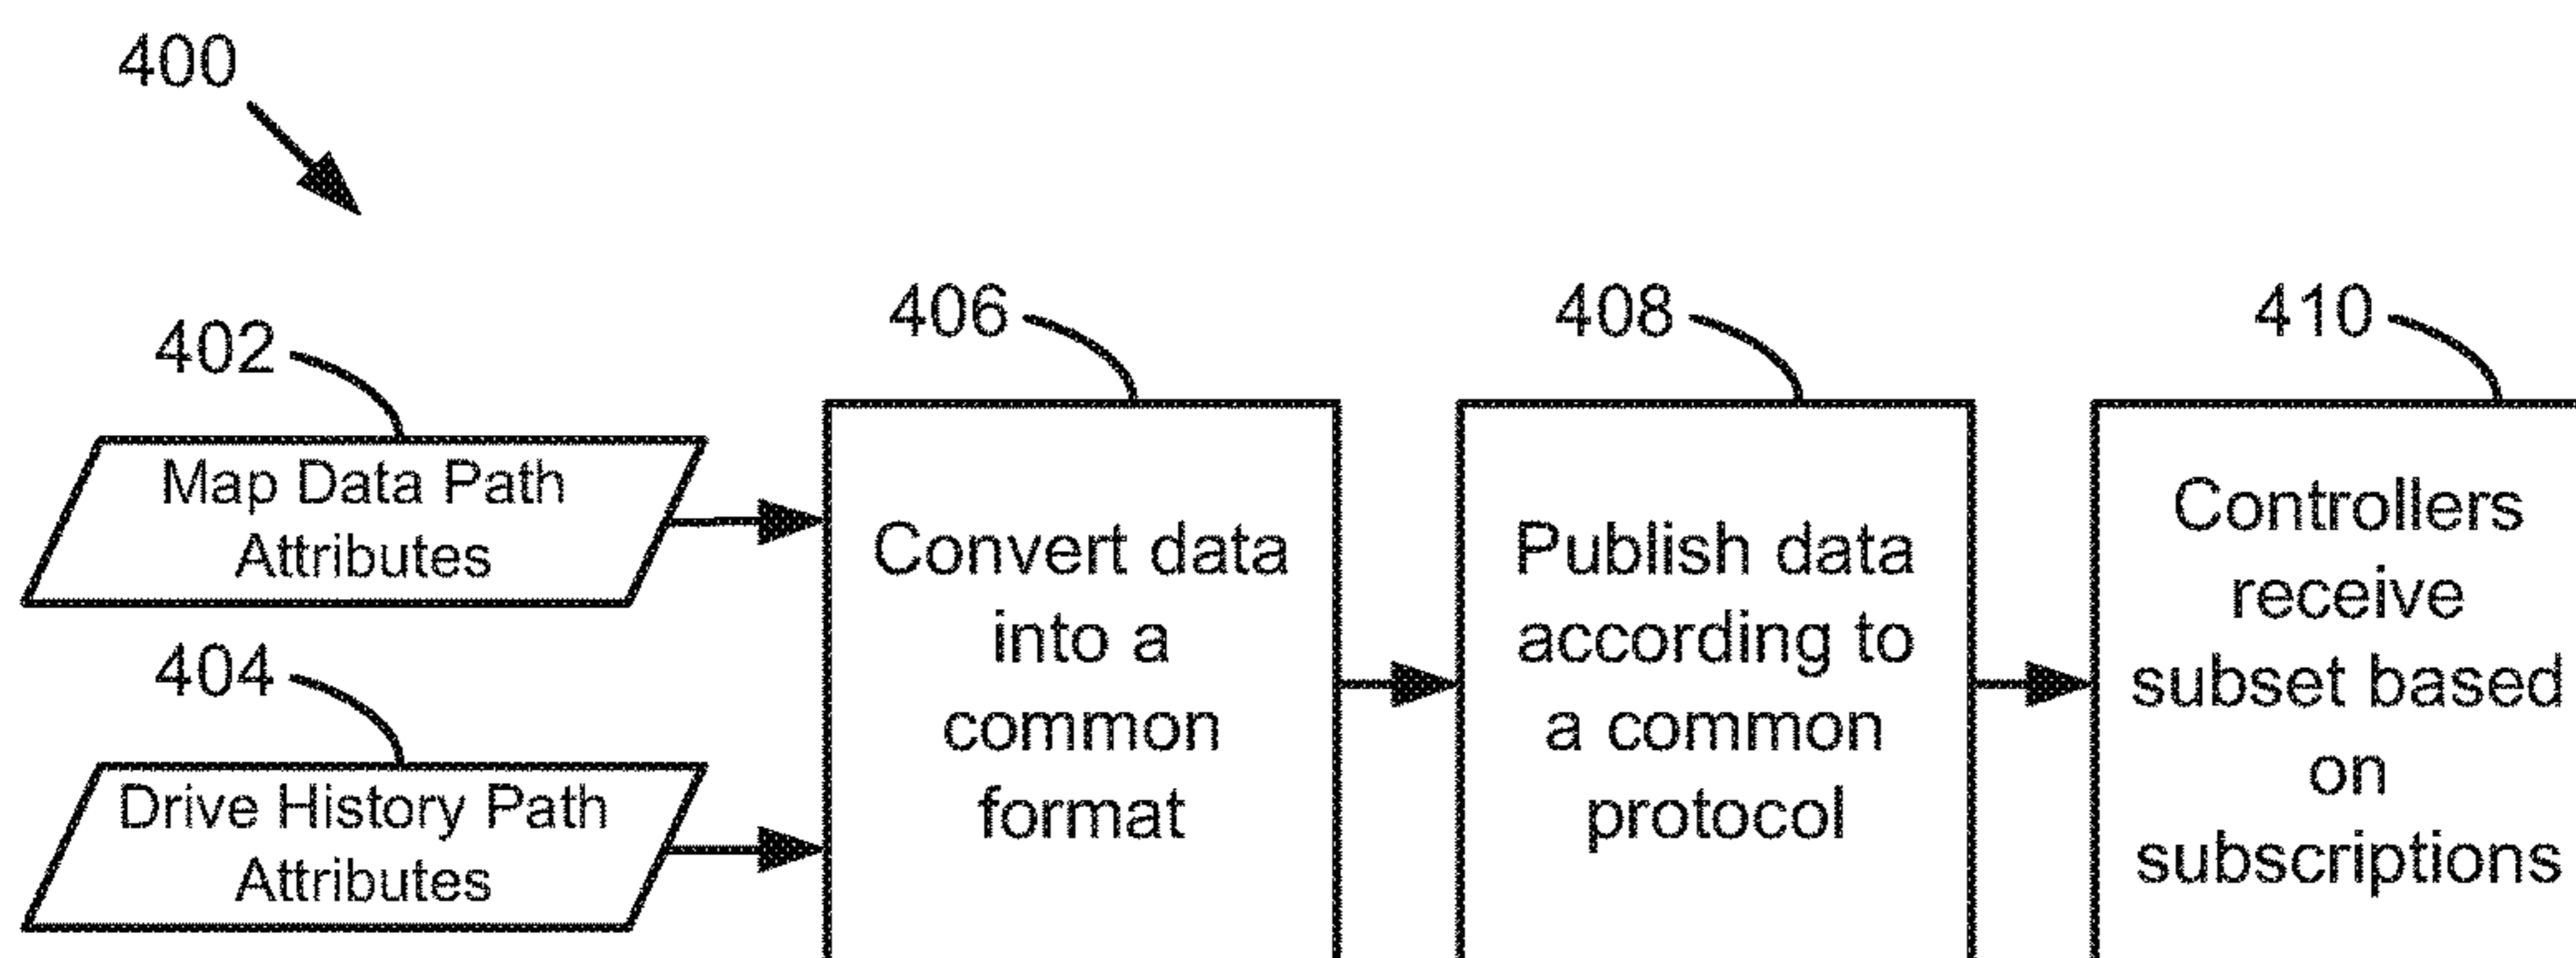 400
402
Map Data Path
Attributes
404
Drive History Path
Attributes
406
Convert data
into a
common
format
408
Publish data
according to
a common
protocol
410
Controllers
receive
subset based
on
subscriptions